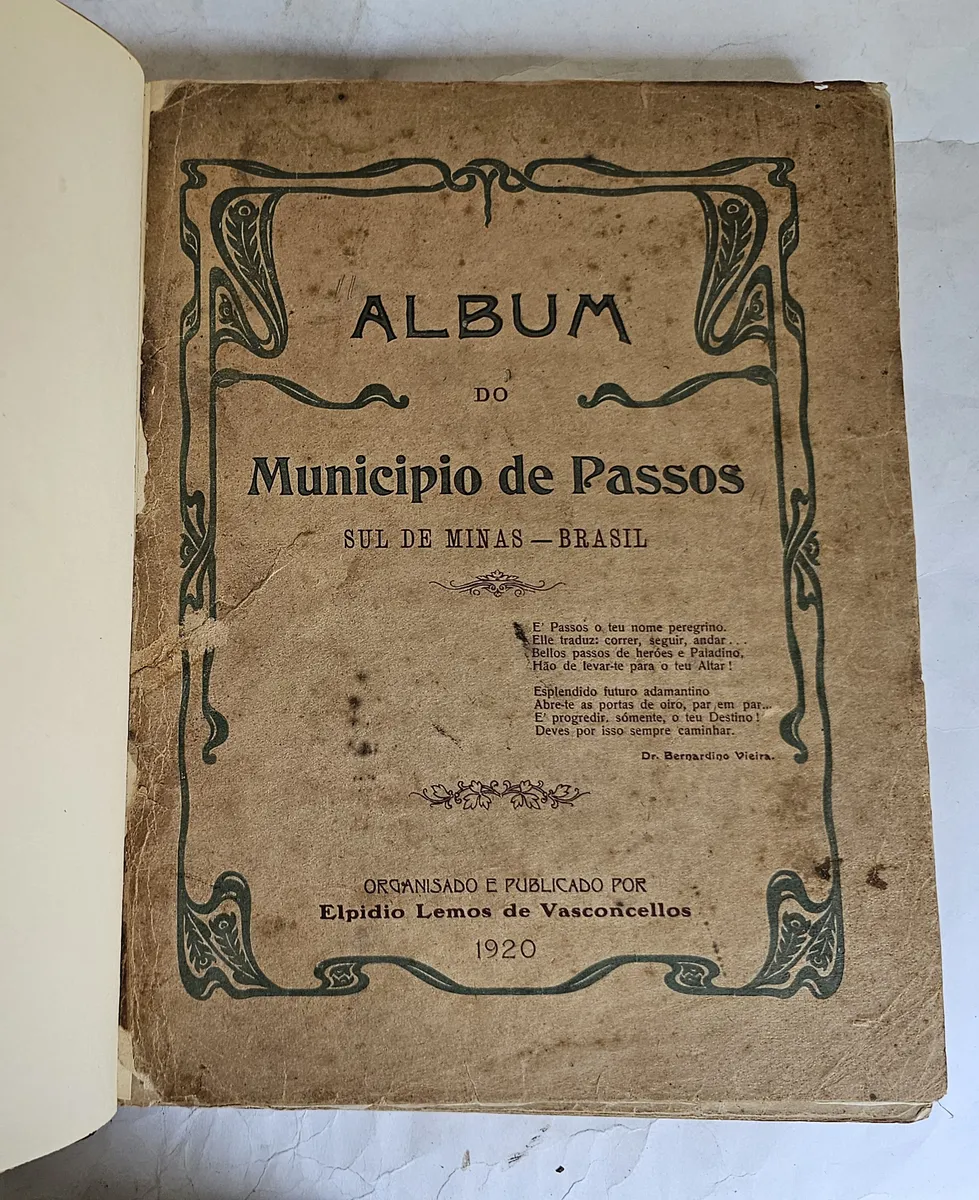 ALBUM
DO
Municipio de Passos
SUL DE MINAS — BRASIL
E' Passos o teu nome peregrino.
Elle traduz: correr, seguir, andar...
Bellos passos de heróes e Paladino,
Hão de levar-te para o teu Altar!
Esplendido futuro adamantino
Abre-te as portas de oiro, par em par...
E' progredir, sómente, o teu Destino!
Deves por isso sempre caminhar.
Dr. Bernardino Vieira.
ORGANISADO E PUBLICADO POR
Elpidio Lemos de Vasconcellos
1920